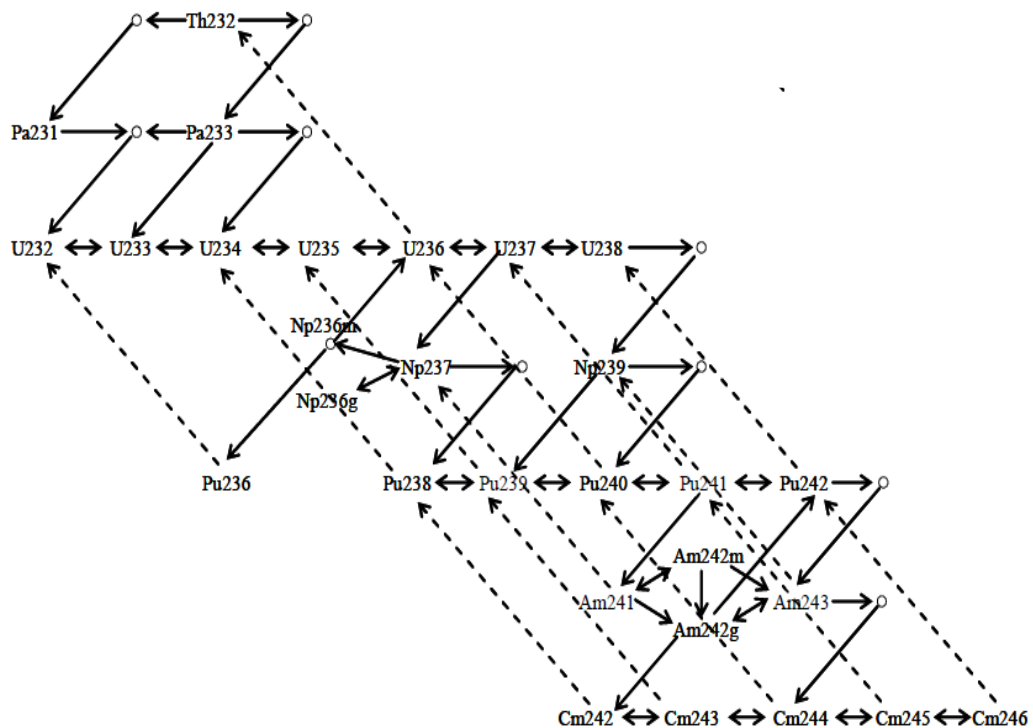 Th232
Pa231 Pa233
U232 U233 U234 U235 U236 U237 U238
Np236m
Np237 Np239
Np236g
Pu236 Pu238 Pu239 Pu240 Pu241 Pu242
Am242m
Am241 Am243
Am242g
Cm242 Cm243 Cm244 Cm245 Cm246